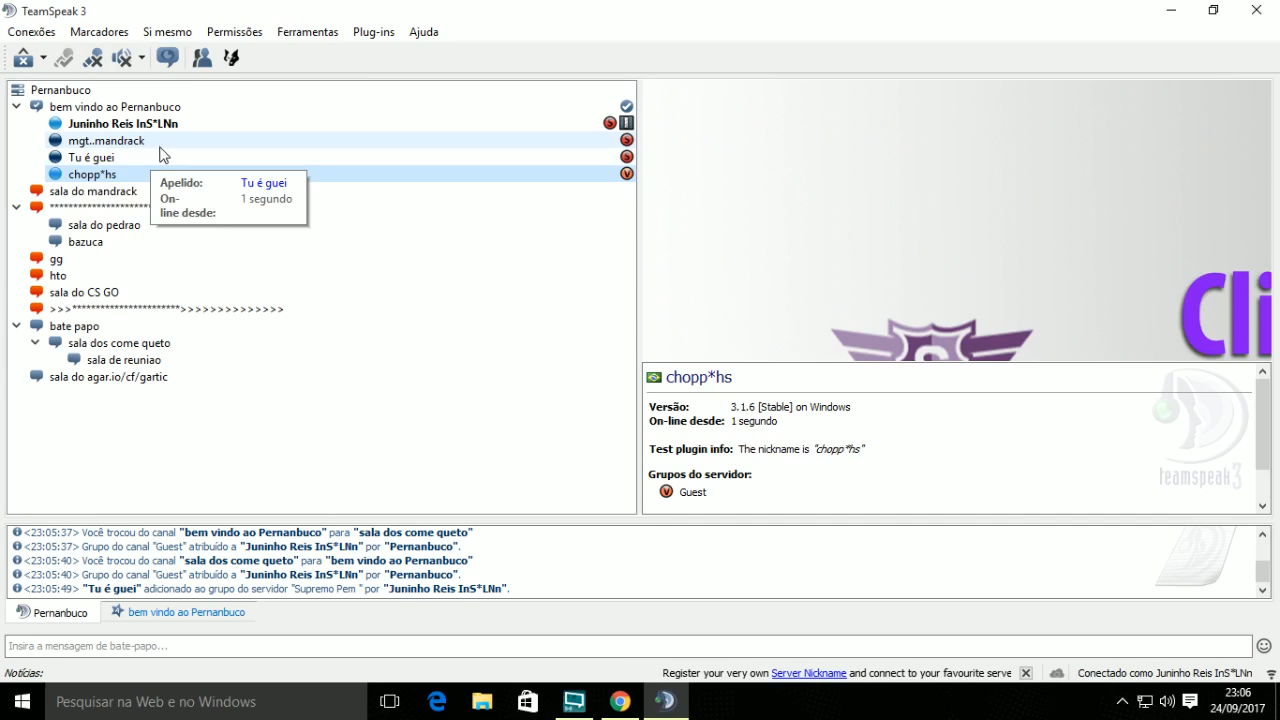 TeamSpeak 3
Conexões Marcadores Si mesmo Permissões Ferramentas Plug-ins Ajuda
Pernanbuco
bem vindo ao Pernanbuco
Juninho Reis InS*LNn
mgt..mandrack
Tu é guei
chopp*hs
Apelido: Tu é guei
On-line desde: 1 segundo
sala do mandrack
sala do pedrao
bazuca
gg
hto
sala do CS GO
>>>***********************>>>>>>>>>>>>>>
bate papo
sala dos come queto
sala de reuniao
sala do agar.io/cf/gartic
Cli
chopp*hs
Versão: 3.1.6 [Stable] on Windows
On-line desde: 1 segundo
Test plugin info: The nickname is "chopp*hs"
Grupos do servidor:
Guest
teamspeak 3
<23:05:37> Você trocou do canal "bem vindo ao Pernanbuco" para "sala dos come queto"
<23:05:37> Grupo do canal "Guest" atribuído a "Juninho Reis InS*LNn" por "Pernanbuco".
<23:05:40> Você trocou do canal "sala dos come queto" para "bem vindo ao Pernanbuco"
<23:05:40> Grupo do canal "Guest" atribuído a "Juninho Reis InS*LNn" por "Pernanbuco".
<23:05:49> "Tu é guei" adicionado ao grupo do servidor "Supremo Pem " por "Juninho Reis InS*LNn".
Pernanbuco bem vindo ao Pernanbuco
Insira a mensagem de bate-papo...
Notícias: Register your very own Server Nickname and connect to your favourite serve Conectado como Juninho Reis InS*LNn
Pesquisar na Web e no Windows
23:06
24/09/2017